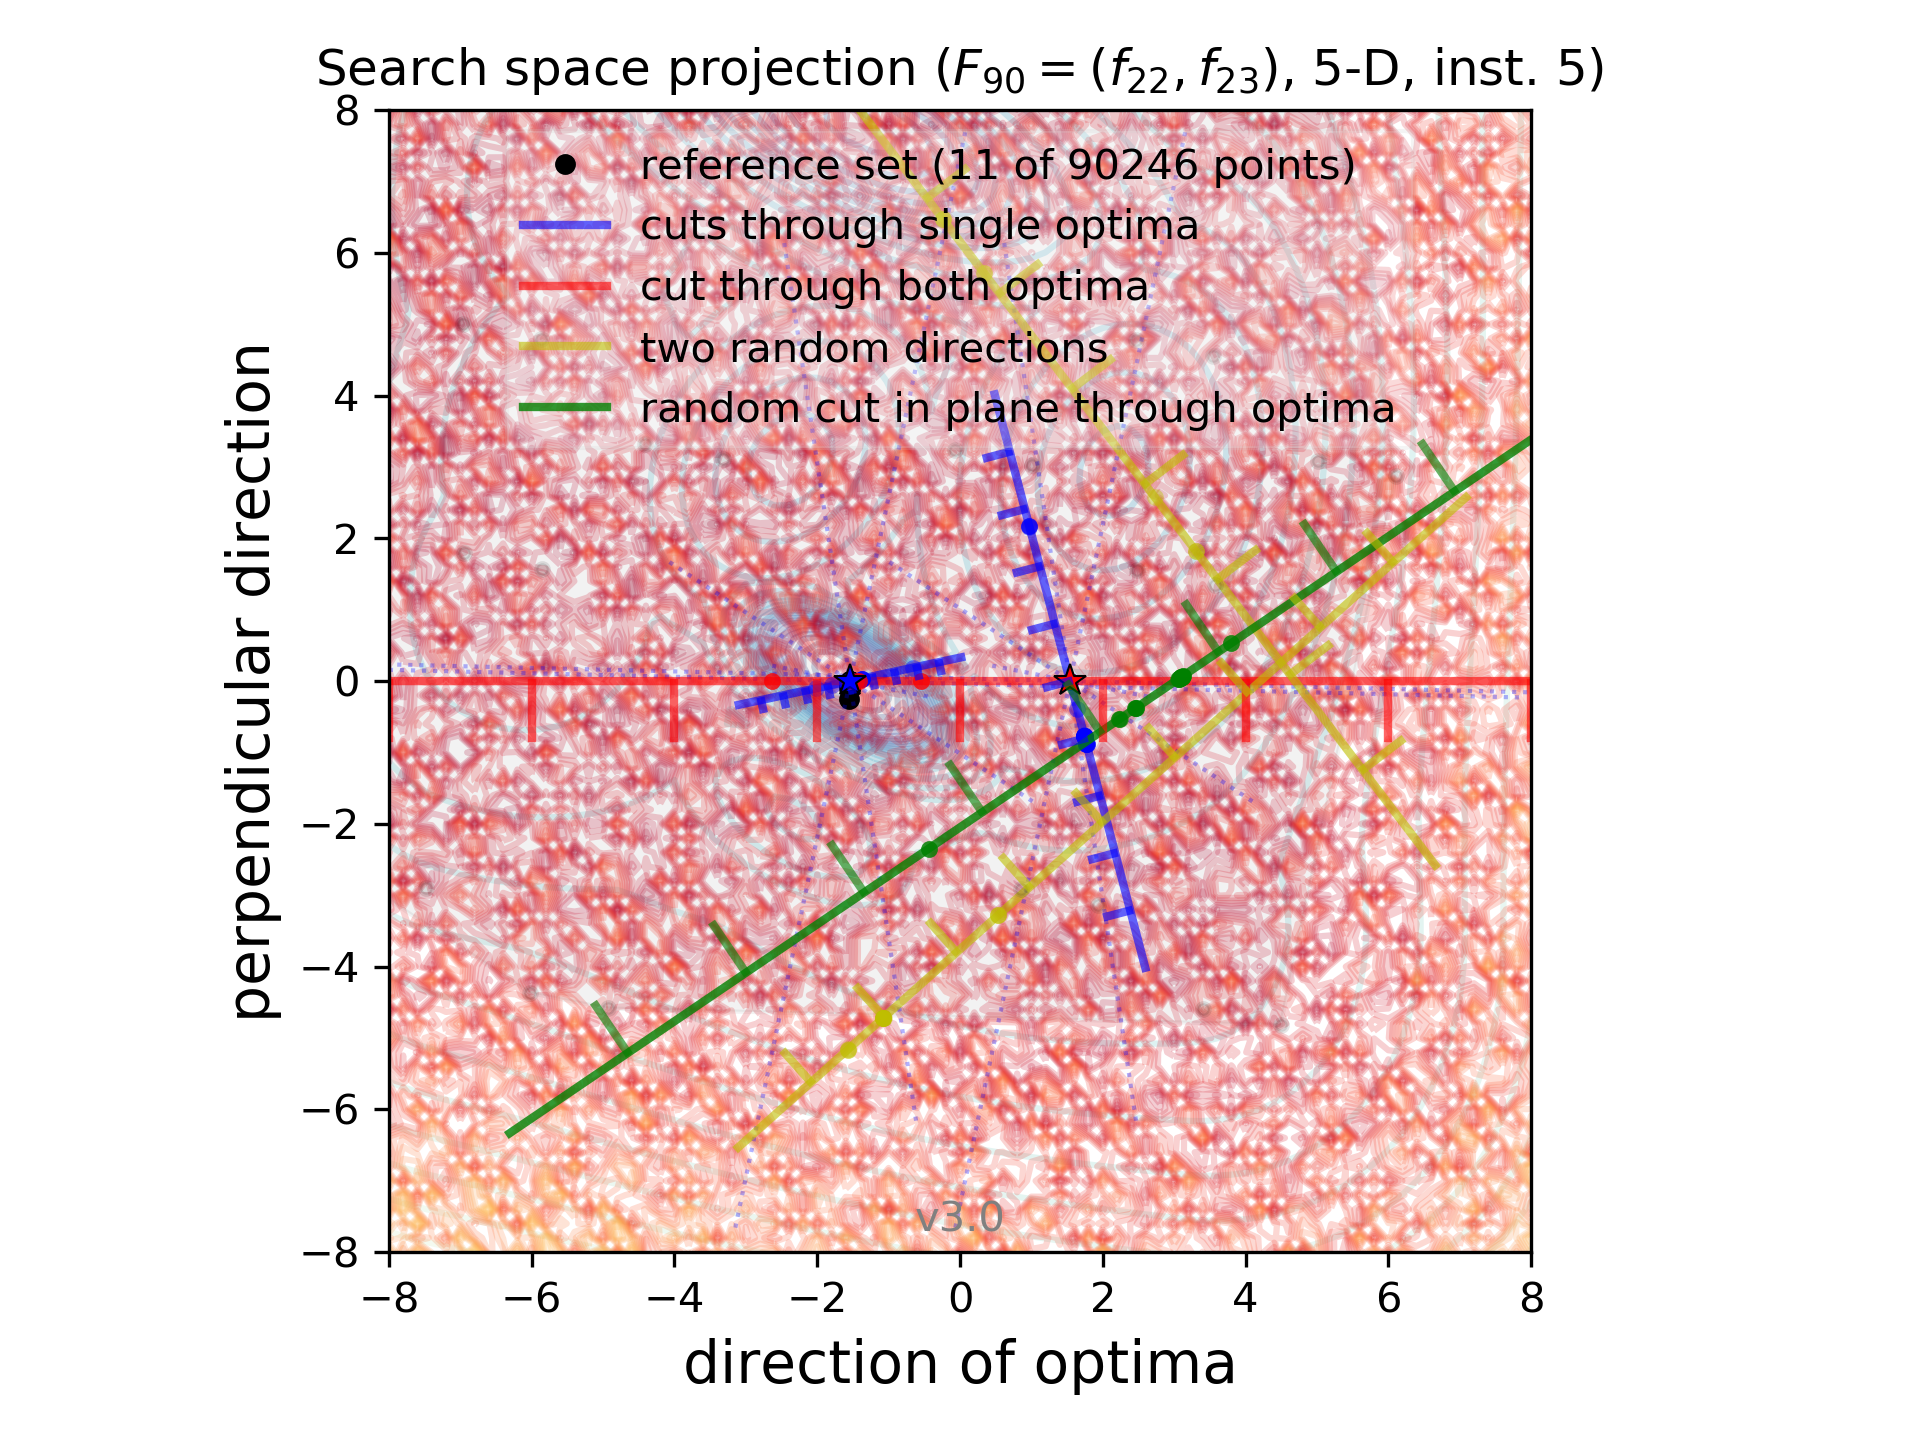 Search space projection (F₉₀ = (f₂₂, f₂₃), 5-D, inst. 5)
reference set (11 of 90246 points)
cuts through single optima
cut through both optima
two random directions
random cut in plane through optima
perpendicular direction
8
6
4
2
0
−2
−4
−6
−8
v3.0
−8 −6 −4 −2 0 2 4 6 8
direction of optima